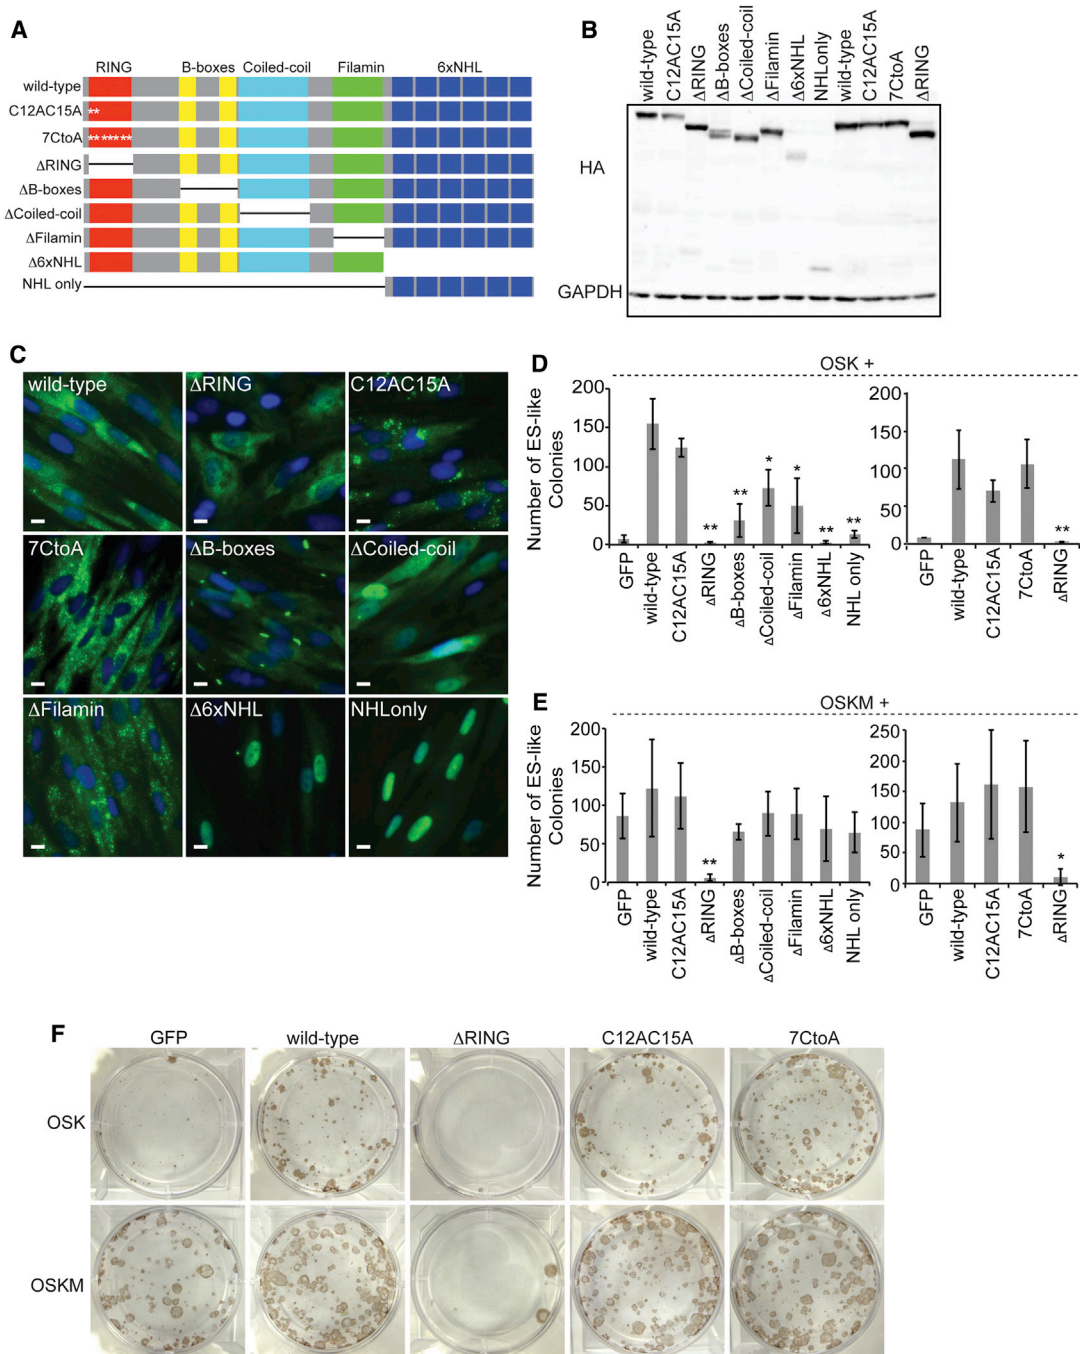 A
RING B-boxes Coiled-coil Filamin 6xNHL
wild-type
C12AC15A
**
7CtoA
** *** **
ΔRING
ΔB-boxes
ΔCoiled-coil
ΔFilamin
Δ6xNHL
NHL only
B
wild-type C12AC15A ΔRING ΔB-boxes ΔCoiled-coil ΔFilamin Δ6xNHL NHLonly wild-type C12AC15A 7CtoA ΔRING
HA
GAPDH
C
wild-type ΔRING C12AC15A
7CtoA ΔB-boxes ΔCoiled-coil
ΔFilamin Δ6xNHL NHLonly
D
OSK +
Number of ES-like
Colonies
200
150
100
50
0
** ** * * ** **
GFP wild-type C12AC15A ΔRING ΔB-boxes ΔCoiled-coil ΔFilamin Δ6xNHL NHL only
200
150
100
50
0
**
GFP wild-type C12AC15A 7CtoA ΔRING
E
OSKM +
Number of ES-like
Colonies
200
150
100
50
0
**
GFP wild-type C12AC15A ΔRING ΔB-boxes ΔCoiled-coil ΔFilamin Δ6xNHL NHL only
250
200
150
100
50
0
*
GFP wild-type C12AC15A 7CtoA ΔRING
F
GFP wild-type ΔRING C12AC15A 7CtoA
OSK
OSKM